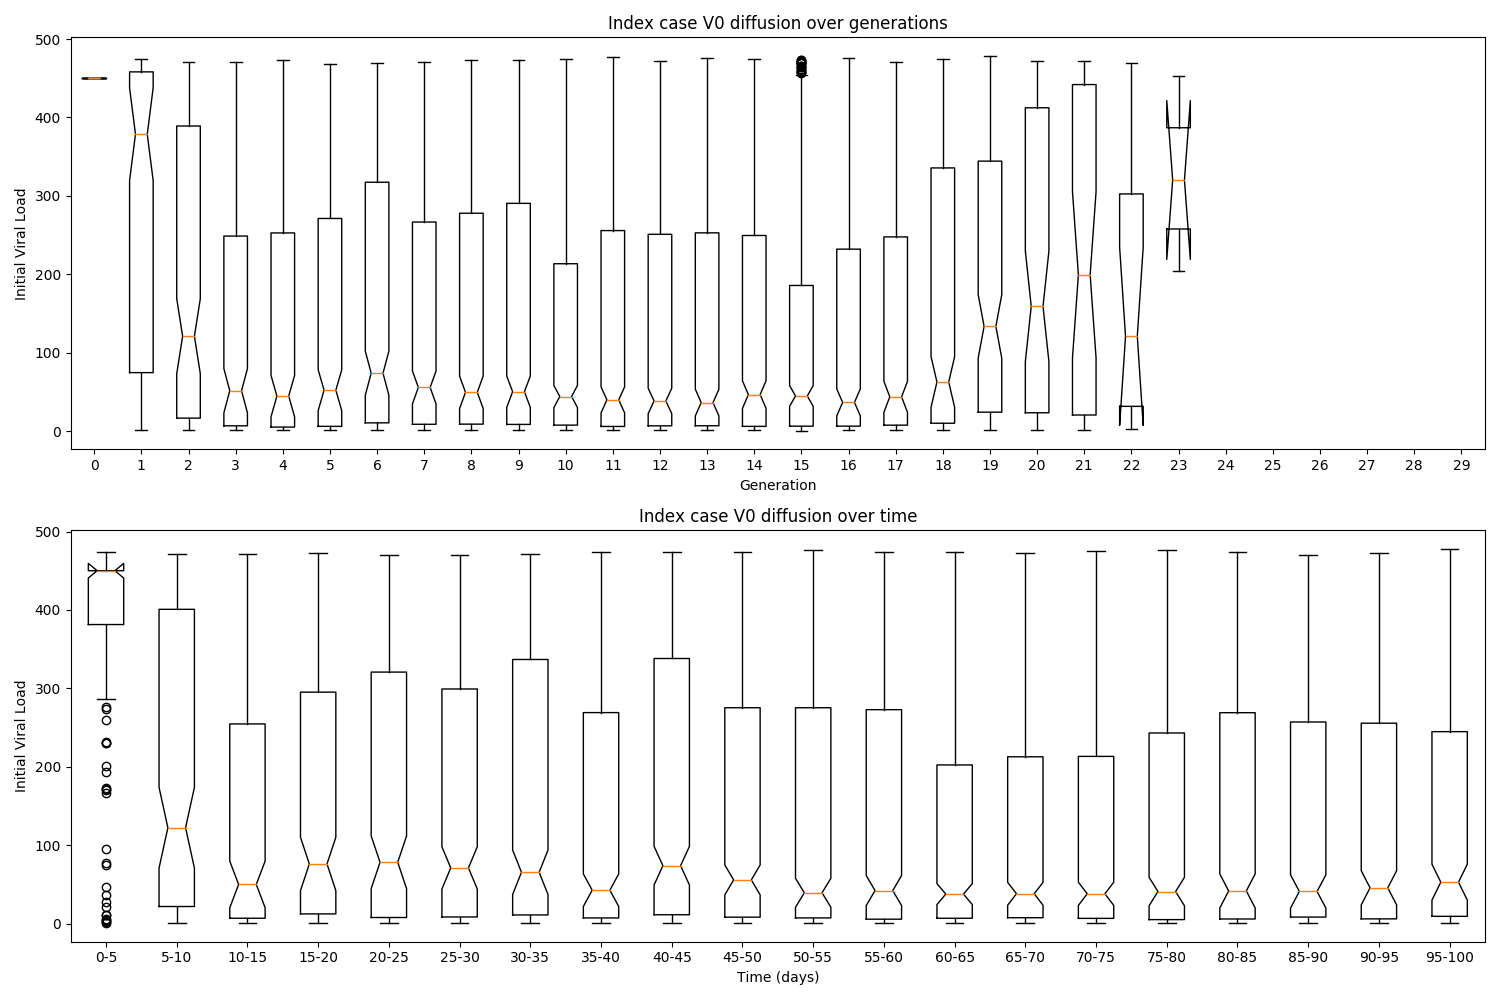 Index case V0 diffusion over generations
500
400
300
200
100
0
Initial Viral Load
0 1 2 3 4 5 6 7 8 9 10 11 12 13 14 15 16 17 18 19 20 21 22 23 24 25 26 27 28 29
Generation
Index case V0 diffusion over time
500
400
300
200
100
0
Initial Viral Load
0-5 5-10 10-15 15-20 20-25 25-30 30-35 35-40 40-45 45-50 50-55 55-60 60-65 65-70 70-75 75-80 80-85 85-90 90-95 95-100
Time (days)